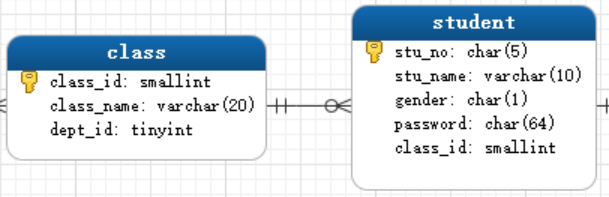 class
class_id: smallint
class_name: varchar(20)
dept_id: tinyint
student
stu_no: char(5)
stu_name: varchar(10)
gender: char(1)
password: char(64)
class_id: smallint